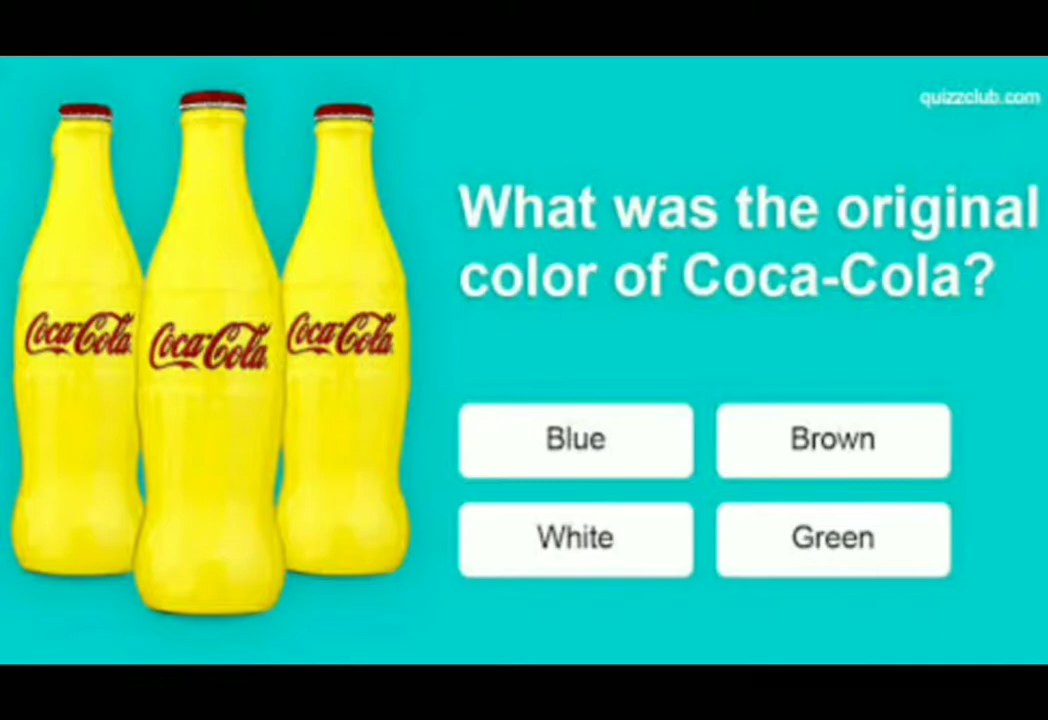 quizzclub.com
What was the original
color of Coca-Cola?
Coca-Cola
Coca-Cola
Coca-Cola
Blue
Brown
White
Green